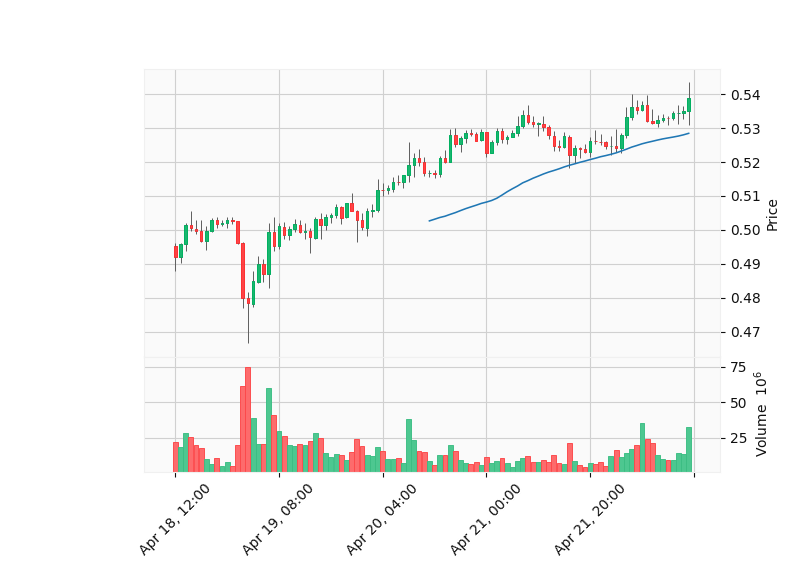 0.54
0.53
0.52
0.51
0.50
0.49
0.48
0.47
Price
75
50
25
Volume 10^6
Apr 18, 12:00
Apr 19, 08:00
Apr 20, 04:00
Apr 21, 00:00
Apr 21, 20:00